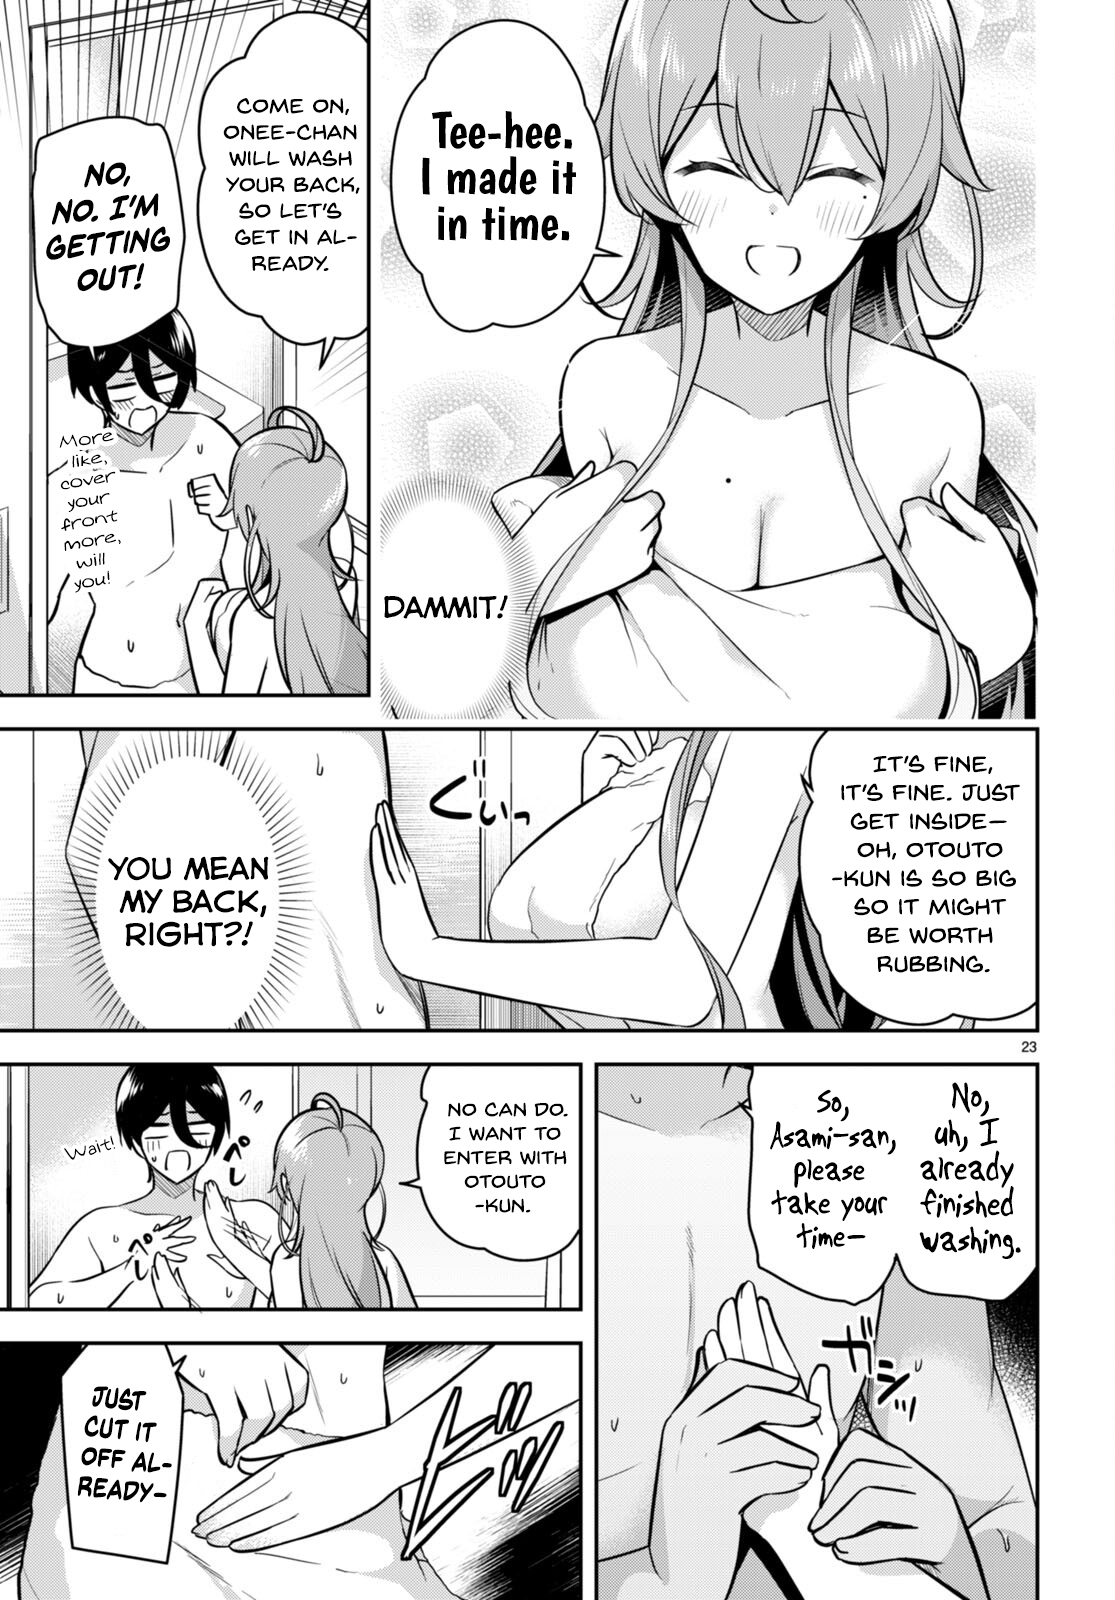 Tee-hee.
I made it
in time.
DAMMIT!
COME ON,
ONEE-CHAN
WILL WASH
YOUR BACK,
SO LET'S
GET IN AL-
READY.
NO,
NO. I'M
GETTING
OUT!
More
like,
cover
your
front
more,
will
you!
IT'S FINE,
IT'S FINE. JUST
GET INSIDE—
OH, OTOUTO
-KUN IS SO BIG
SO IT MIGHT
BE WORTH
RUBBING.
ぐいっ
YOU MEAN
MY BACK,
RIGHT?!
23
No,
uh, I
already
finished
washing.
So,
Asami-san,
please
take your
time—
ガシッ
NO CAN DO.
I WANT TO
ENTER WITH
OTOUTO
-KUN.
Wait!
ペシ
ペシ
JUST
CUT IT
OFF AL-
READY—